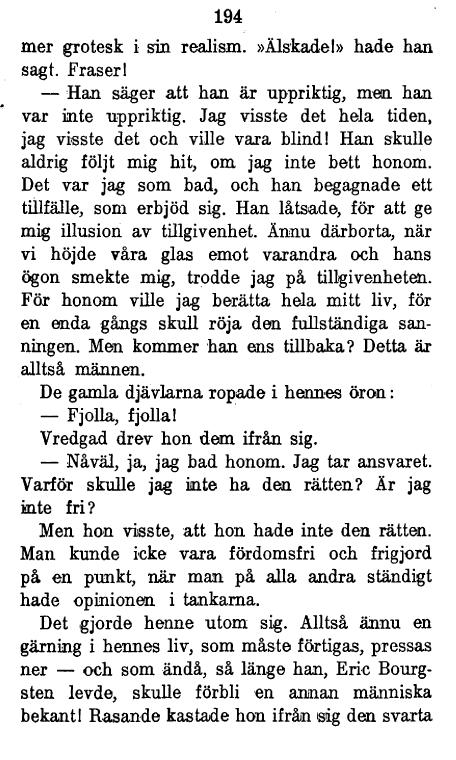 194
mer grotesk i sin realism. »Älskade!» hade han
sagt. Fraser!
— Han säger att han är uppriktig, men han
var inte uppriktig. Jag visste det hela tiden,
jag visste det och ville vara blind! Han skulle
aldrig följt mig hit, om jag inte bett honom.
Det var jag som bad, och han begagnade ett
tillfälle, som erbjöd sig. Han låtsade, för att ge
mig illusion av tillgivenhet. Ännu därborta, när
vi höjde våra glas emot varandra och hans
ögon smekte mig, trodde jag på tillgivenheten.
För honom ville jag berätta hela mitt liv, för
en enda gångs skull röja den fullständiga san-
ningen. Men kommer han ens tillbaka? Detta är
alltså männen.
De gamla djävlarna ropade i hennes öron:
— Fjolla, fjolla!
Vredgad drev hon dem ifrån sig.
— Nåväl, ja, jag bad honom. Jag tar ansvaret.
Varför skulle jag inte ha den rätten? Är jag
inte fri?
Men hon visste, att hon hade inte den rätten.
Man kunde icke vara fördomsfri och frigjord
på en punkt, när man på alla andra ständigt
hade opinionen i tankarna.
Det gjorde henne utom sig. Alltså ännu en
gärning i hennes liv, som måste förtigas, pressas
ner — och som ändå, så länge han, Eric Bourg-
sten levde, skulle förbli en annan människa
bekant! Rasande kastade hon ifrån sig den svarta